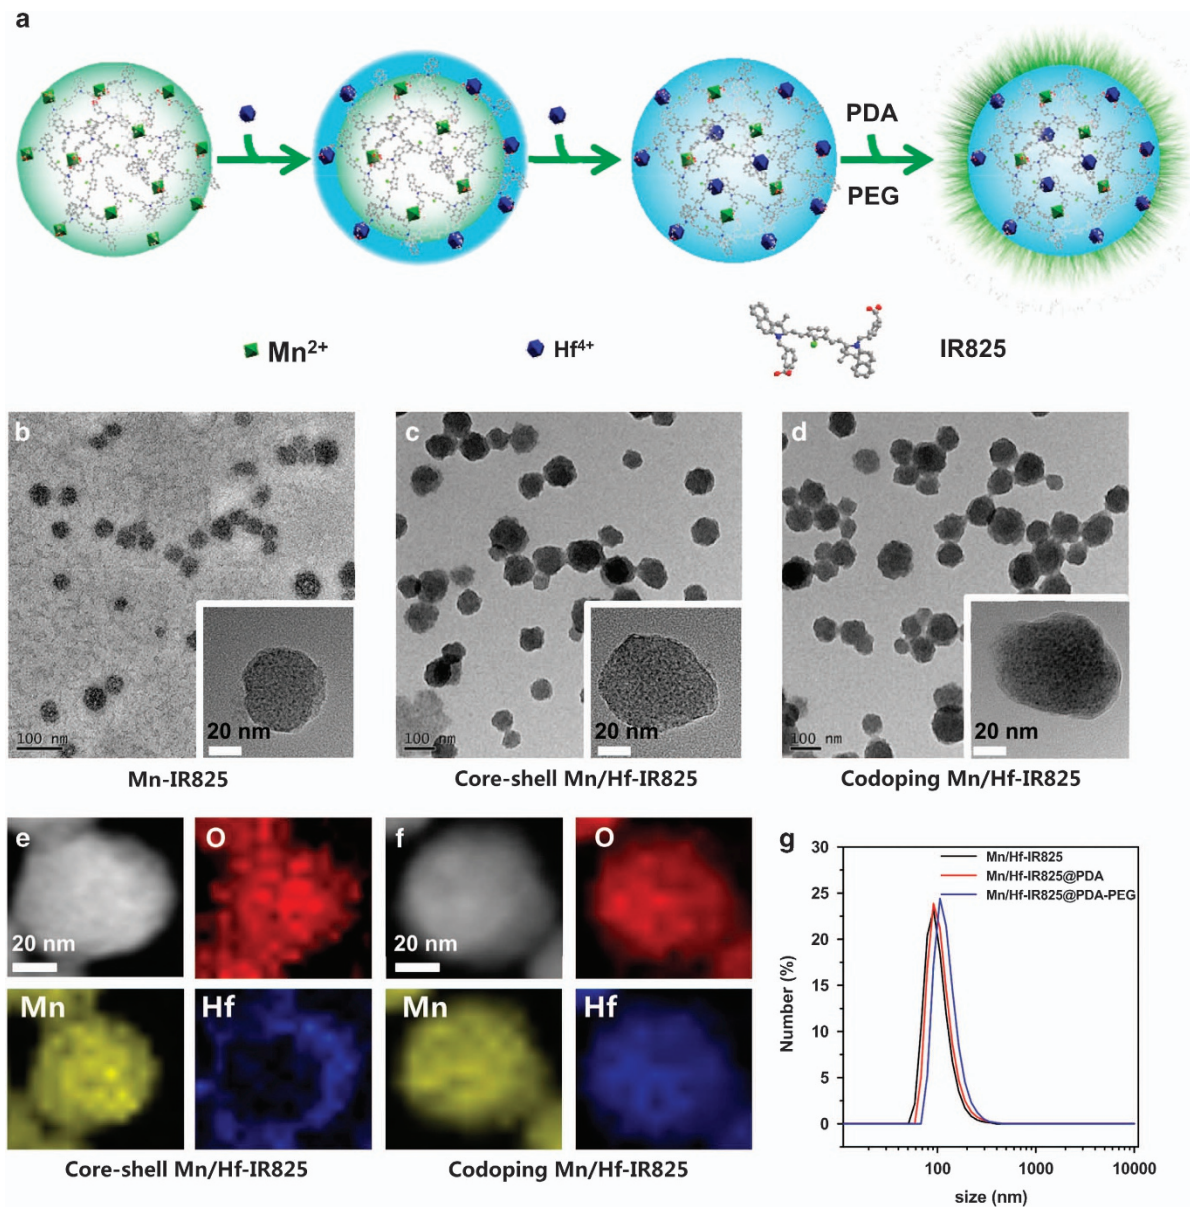 a
PDA
PEG
Mn2+
Hf4+
IR825
b
c
d
100 nm
20 nm
100 nm
20 nm
100 nm
20 nm
Mn-IR825
Core-shell Mn/Hf-IR825
Codoping Mn/Hf-IR825
e
O
f
O
20 nm
20 nm
Mn
Hf
Mn
Hf
Core-shell Mn/Hf-IR825
Codoping Mn/Hf-IR825
g
30
25
20
15
10
5
0
Number (%)
Mn/Hf-IR825
Mn/Hf-IR825@PDA
Mn/Hf-IR825@PDA-PEG
100
1000
10000
size (nm)